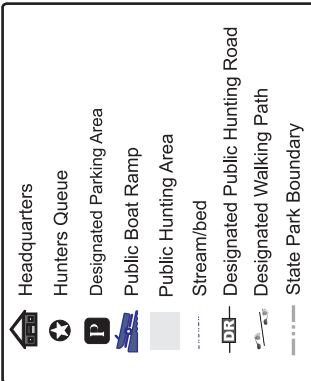 Headquarters
Hunters Queue
P Designated Parking Area
Public Boat Ramp
Public Hunting Area
Stream/bed
DR Designated Public Hunting Road
Designated Walking Path
State Park Boundary